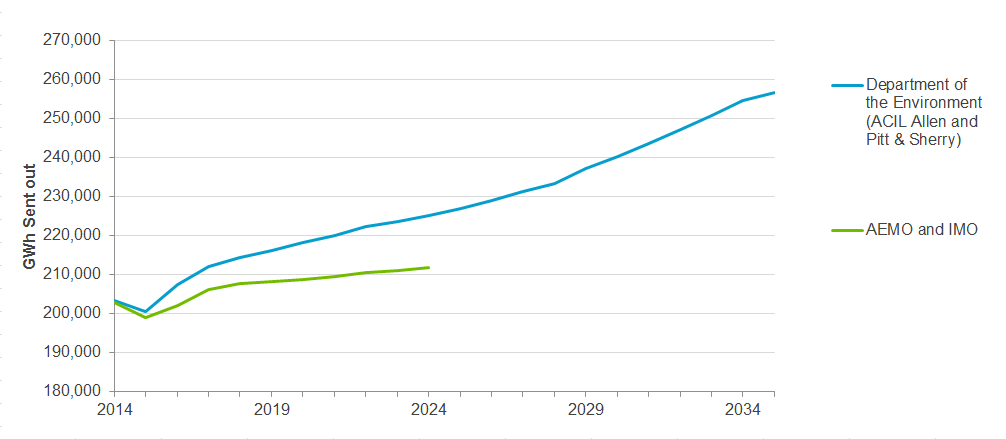 270,000
260,000
250,000
240,000
230,000
220,000
210,000
200,000
190,000
180,000
GWh Sent out
2014 2019 2024 2029 2034
Department of
the Environment
(ACIL Allen and
Pitt & Sherry)
AEMO and IMO